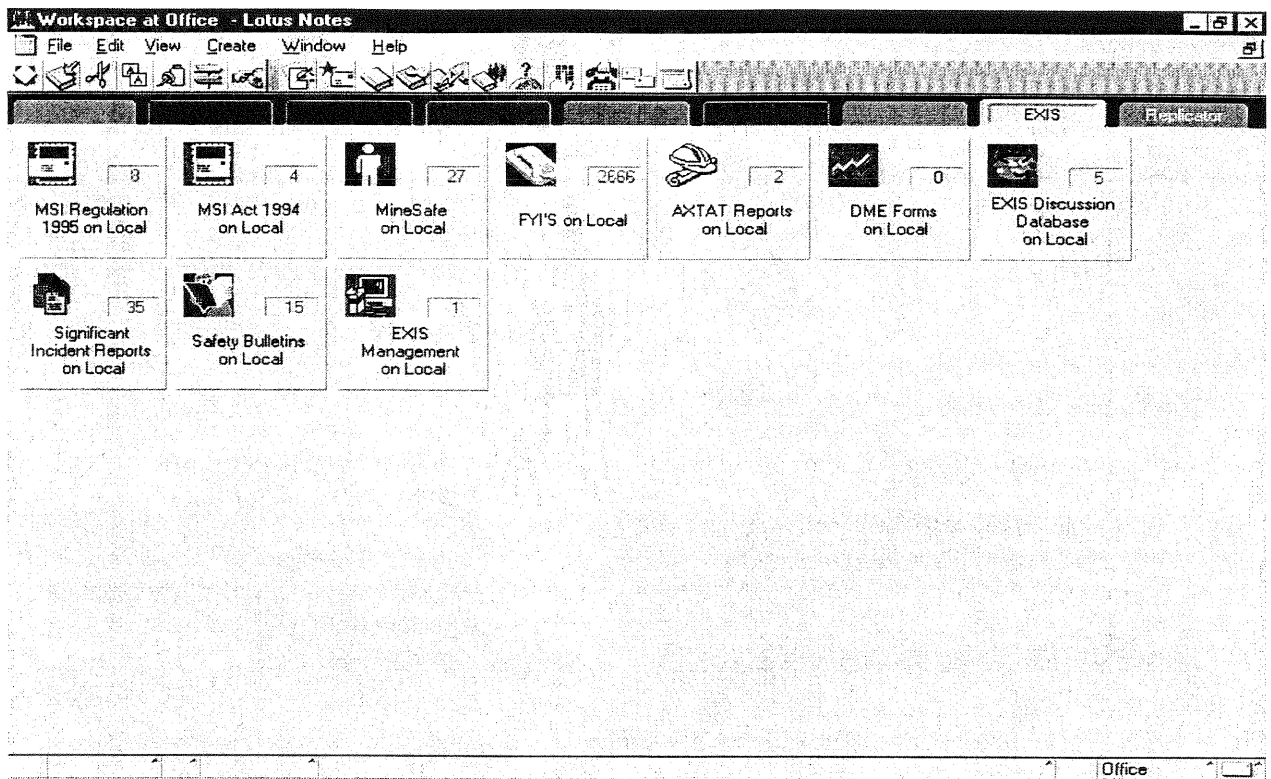 Workspace at Office - Lotus Notes
File Edit View Create Window Help
EXIS Replicator
8 4 27 2666 2 0 5
MSI Regulation
1995 on Local
MSI Act 1994
on Local
MineSafe
on Local
FYI'S on Local
AXTAT Reports
on Local
DME Forms
on Local
EXIS Discussion
Database
on Local
35 15 1
Significant
Incident Reports
on Local
Safety Bulletins
on Local
EXIS
Management
on Local
Office